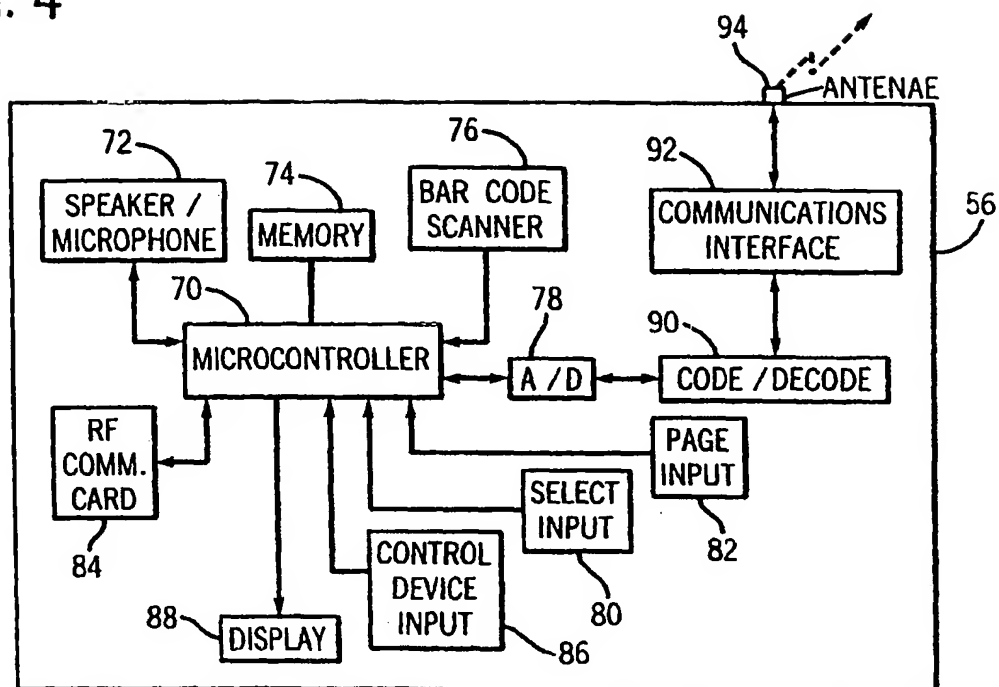 . 4
94
ANTENAE
72
74
76
92
SPEAKER /
MICROPHONE
MEMORY
BAR CODE
SCANNER
COMMUNICATIONS
INTERFACE
56
70
78
90
MICROCONTROLLER
A / D
CODE / DECODE
RF
COMM.
CARD
PAGE
INPUT
SELECT
INPUT
84
82
CONTROL
DEVICE
INPUT
80
88
DISPLAY
86